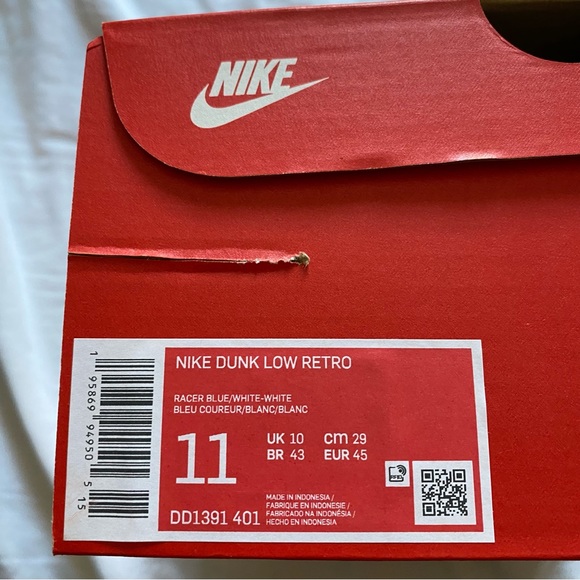 NIKE
NIKE DUNK LOW RETRO
RACER BLUE/WHITE-WHITE
BLEU COUREUR/BLANC/BLANC
11
UK 10 cm 29
BR 43 EUR 45
RFID
MADE IN INDONESIA /
FABRIQUE EN INDONESIE /
FABRICADO NA INDONÉSIA /
HECHO EN INDONESIA
DD1391 401
1 95869 94950 5 15